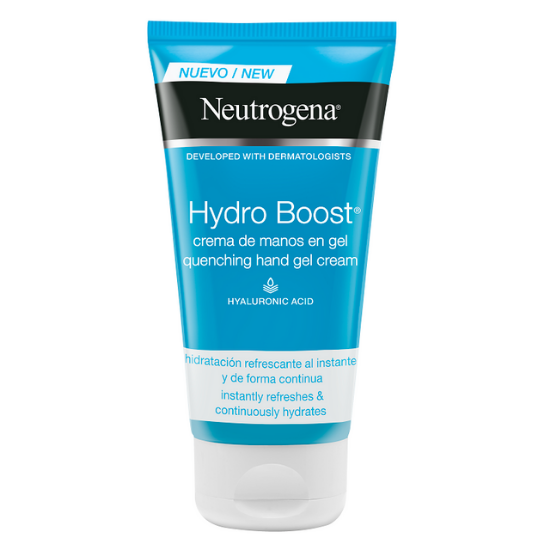 NUEVO / NEW
Neutrogena®
DEVELOPED WITH DERMATOLOGISTS
Hydro Boost®
crema de manos en gel
quenching hand gel cream
HYALURONIC ACID
hidratación refrescante al instante
y de forma continua
instantly refreshes &
continuously hydrates